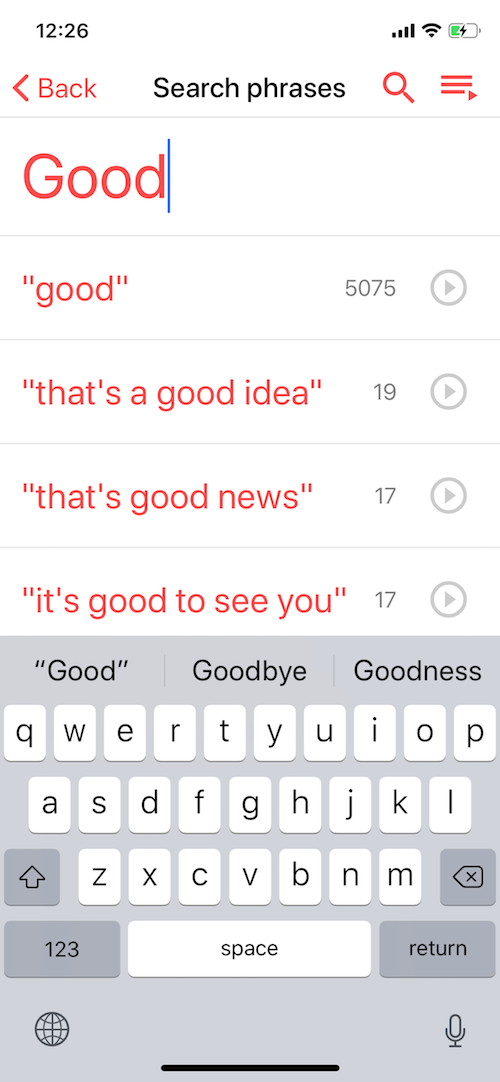 12:26
Back Search phrases
Good
"good" 5075
"that's a good idea" 19
"that's good news" 17
"it's good to see you" 17
“Good” Goodbye Goodness
q w e r t y u i o p
a s d f g h j k l
z x c v b n m
123 space return